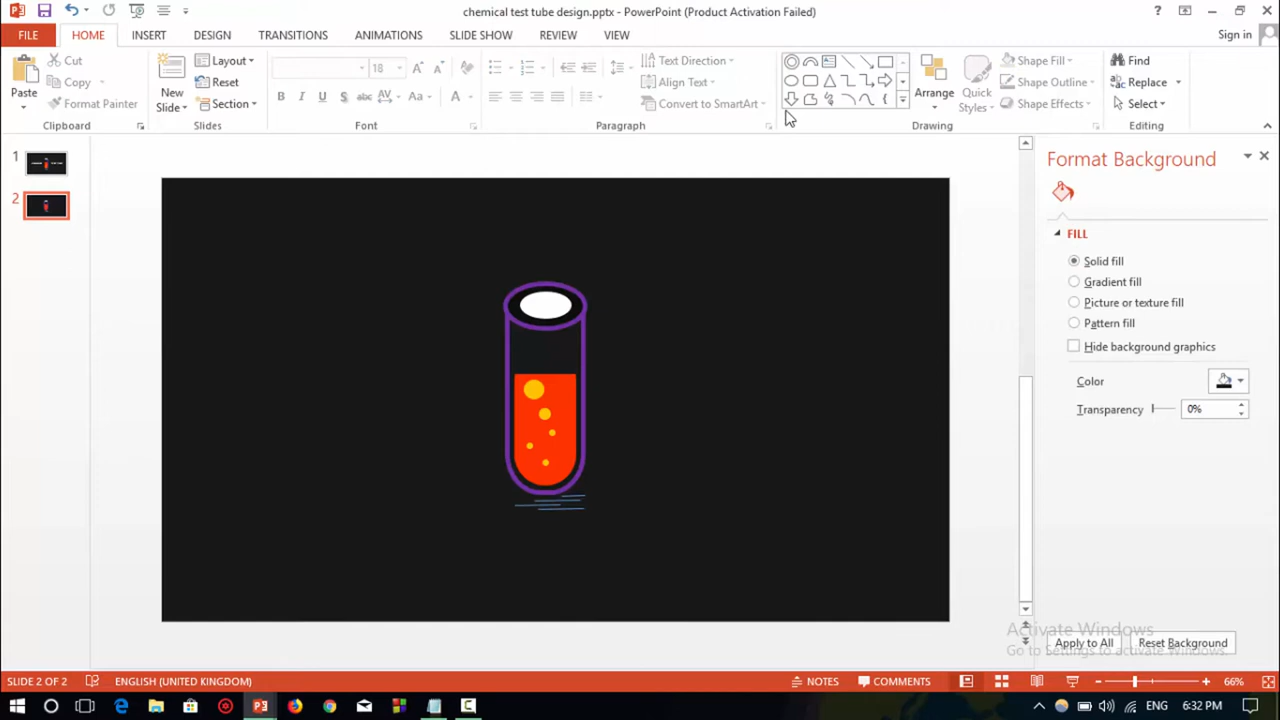 chemical test tube design.pptx - PowerPoint (Product Activation Failed)
FILE HOME INSERT DESIGN TRANSITIONS ANIMATIONS SLIDE SHOW REVIEW VIEW Sign in
Paste
Cut
Copy
Format Painter
Clipboard
New Slide
Layout
Reset
Section
Slides
18
B I U S abc AV Aa A
Font
Text Direction
Align Text
Convert to SmartArt
Paragraph
Arrange
Quick Styles
Shape Fill
Shape Outline
Shape Effects
Drawing
Find
Replace
Select
Editing
1
2
Format Background
FILL
Solid fill
Gradient fill
Picture or texture fill
Pattern fill
Hide background graphics
Color
Transparency 0%
Activate Windows
Go to Settings to activate Windows.
Apply to All Reset Background
SLIDE 2 OF 2 ENGLISH (UNITED KINGDOM) NOTES COMMENTS 66%
ENG 6:32 PM